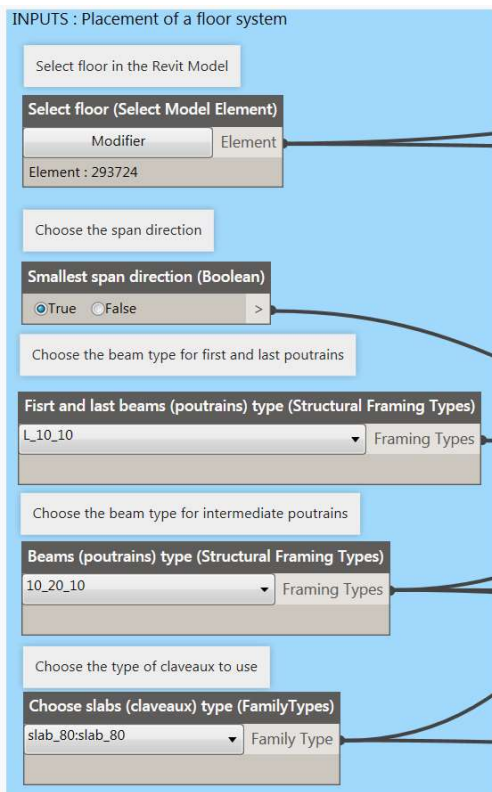 INPUTS : Placement of a floor system
Select floor in the Revit Model
Select floor (Select Model Element)
Modifier Element
Element : 293724
Choose the span direction
Smallest span direction (Boolean)
True False >
Choose the beam type for first and last poutrains
Fisrt and last beams (poutrains) type (Structural Framing Types)
L_10_10 Framing Types
Choose the beam type for intermediate poutrains
Beams (poutrains) type (Structural Framing Types)
10_20_10 Framing Types
Choose the type of claveaux to use
Choose slabs (claveaux) type (FamilyTypes)
slab_80:slab_80 Family Type